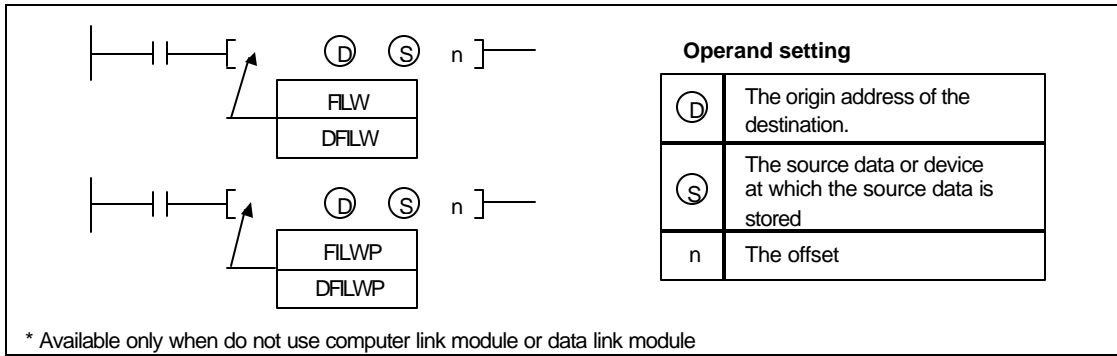 D S n
FILW
DFILW
D S n
FILWP
DFILWP
Operand setting
D The origin address of the
destination.
S The source data or device
at which the source data is
stored
n The offset
* Available only when do not use computer link module or data link module